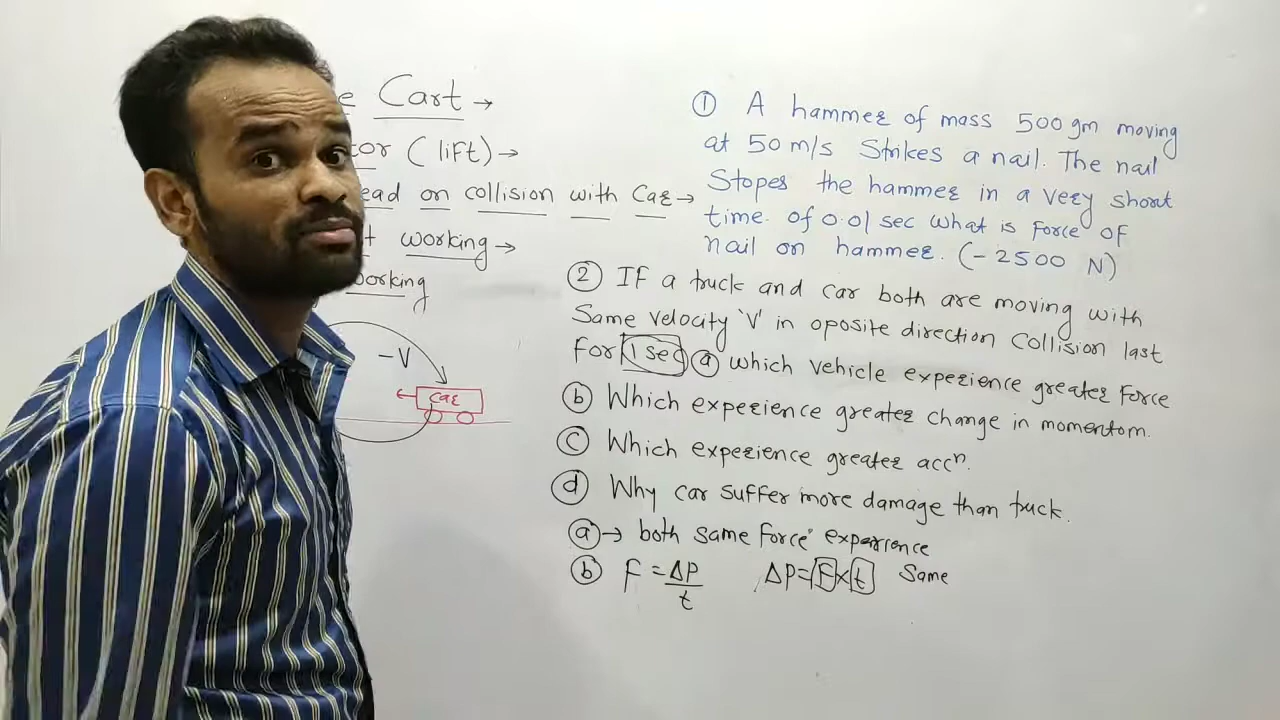 e Cart →
or (lift) →
ead on collision with Car →
working →
working
-V
car
① A hammer of mass 500 gm moving
at 50 m/s Strikes a nail. The nail
Stopes the hammer in a very short
time. of 0.01 sec what is force of
nail on hammer. (-2500 N)
② If a truck and car both are moving with
Same velocity 'V' in oposite direction Collision last
for 1 sec ⓐ which vehicle experience greater force
ⓑ Which experience greater change in momentom.
ⓒ Which experience greater accⁿ.
ⓓ Why car suffer more damage than truck.
ⓐ → both same force experience
ⓑ F = ΔP/t ΔP = F × t Same